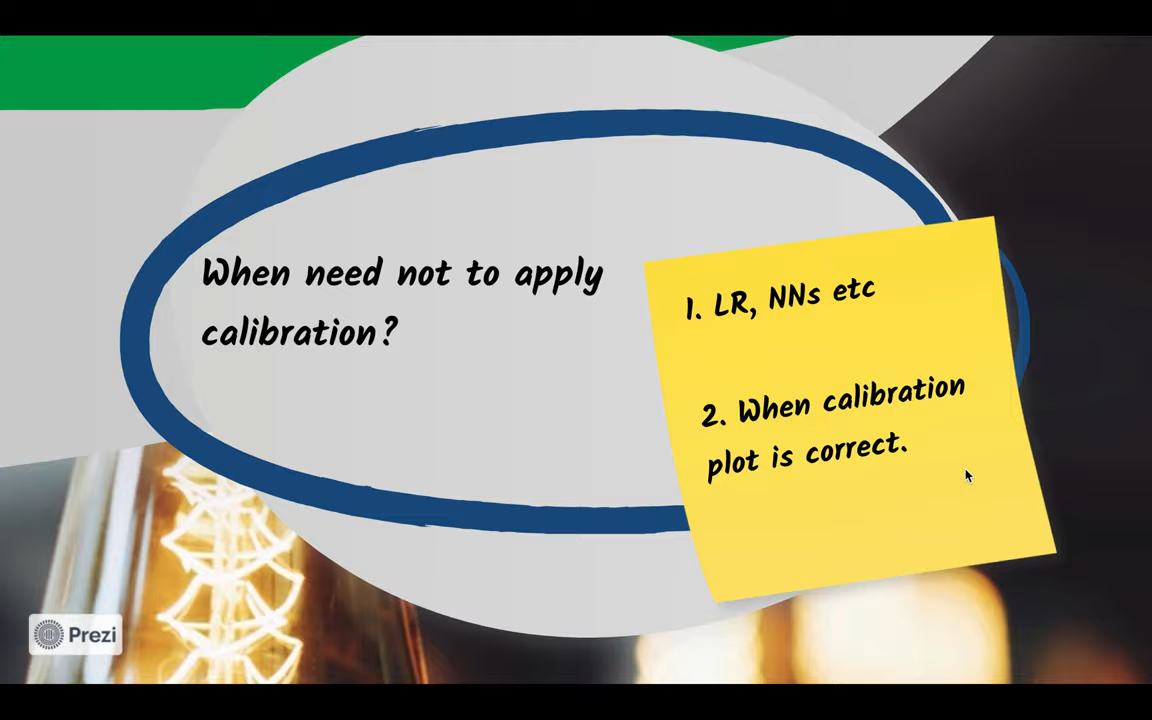 When need not to apply
calibration?
1. LR, NNs etc
2. When calibration
plot is correct.
Prezi